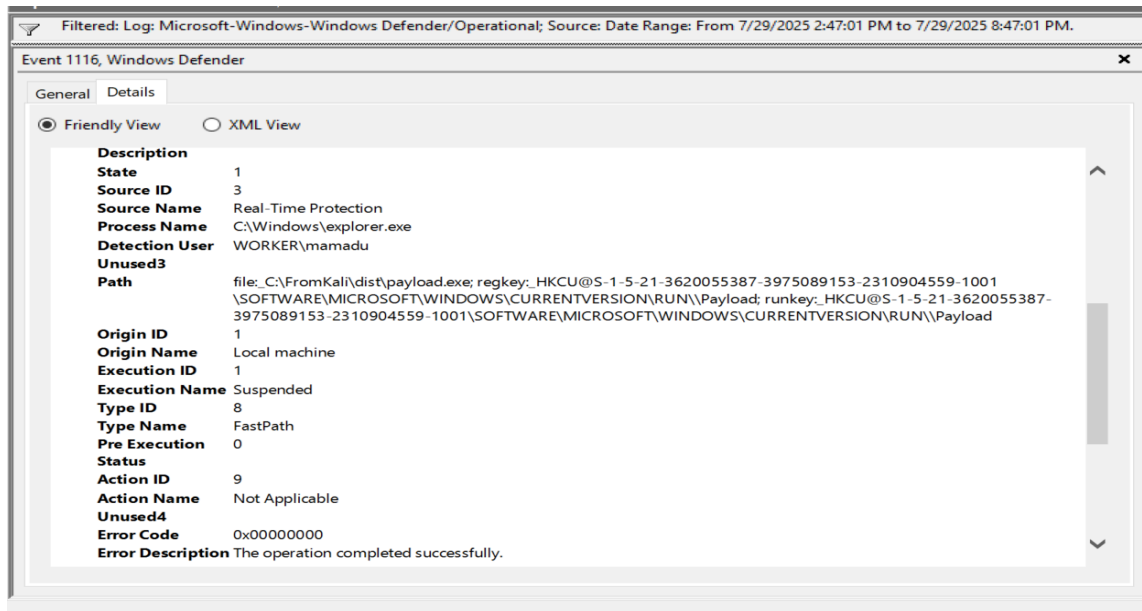 Filtered: Log: Microsoft-Windows-Windows Defender/Operational; Source: Date Range: From 7/29/2025 2:47:01 PM to 7/29/2025 8:47:01 PM.
Event 1116, Windows Defender
General Details
Friendly View XML View
Description
State 1
Source ID 3
Source Name Real-Time Protection
Process Name C:\Windows\explorer.exe
Detection User WORKER\mamadu
Unused3
Path file:_C:\FromKali\dist\payload.exe; regkey:_HKCU@S-1-5-21-3620055387-3975089153-2310904559-1001
\SOFTWARE\MICROSOFT\WINDOWS\CURRENTVERSION\RUN\\Payload; runkey:_HKCU@S-1-5-21-3620055387-
3975089153-2310904559-1001\SOFTWARE\MICROSOFT\WINDOWS\CURRENTVERSION\RUN\\Payload
Origin ID 1
Origin Name Local machine
Execution ID 1
Execution Name Suspended
Type ID 8
Type Name FastPath
Pre Execution 0
Status
Action ID 9
Action Name Not Applicable
Unused4
Error Code 0x00000000
Error Description The operation completed successfully.